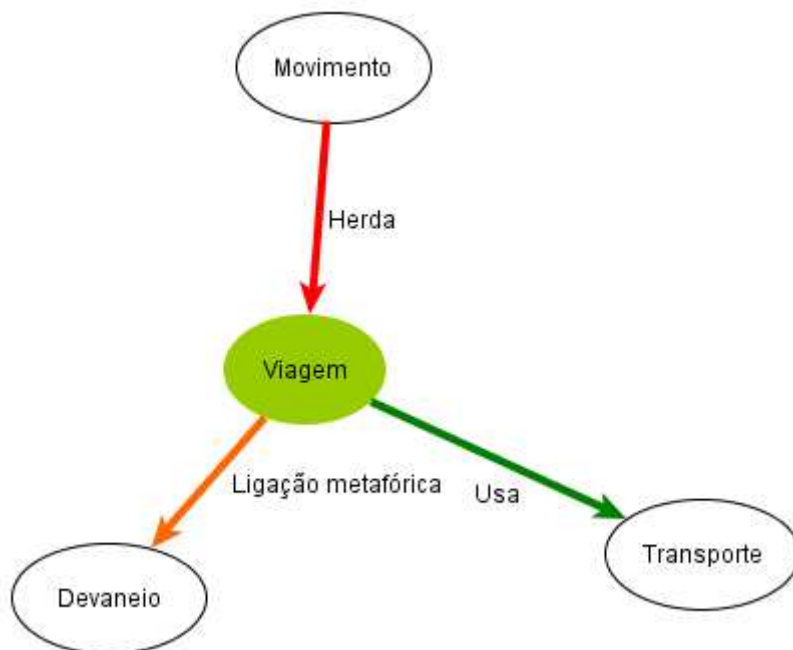 Movimento
Herda
Viagem
Ligação metafórica
Usa
Transporte
Devaneio